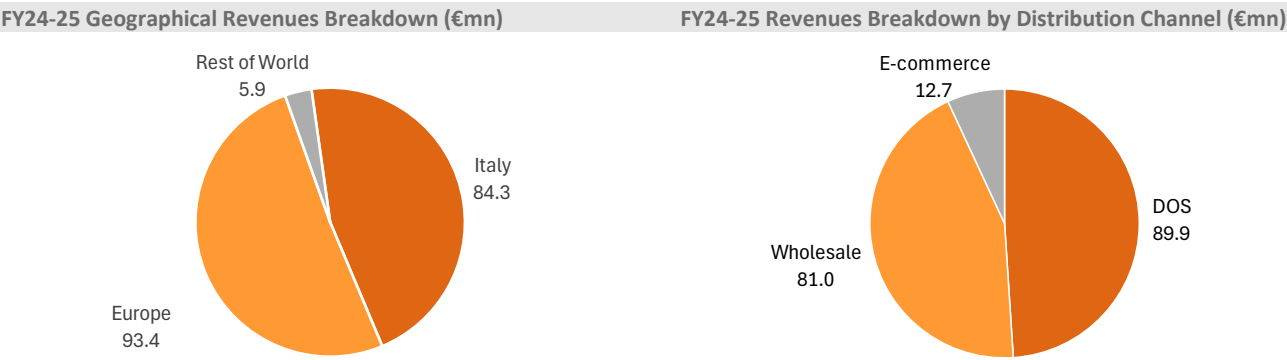 FY24-25 Geographical Revenues Breakdown (€mn)
Rest of World
5.9
Italy
84.3
Europe
93.4
FY24-25 Revenues Breakdown by Distribution Channel (€mn)
E-commerce
12.7
DOS
89.9
Wholesale
81.0